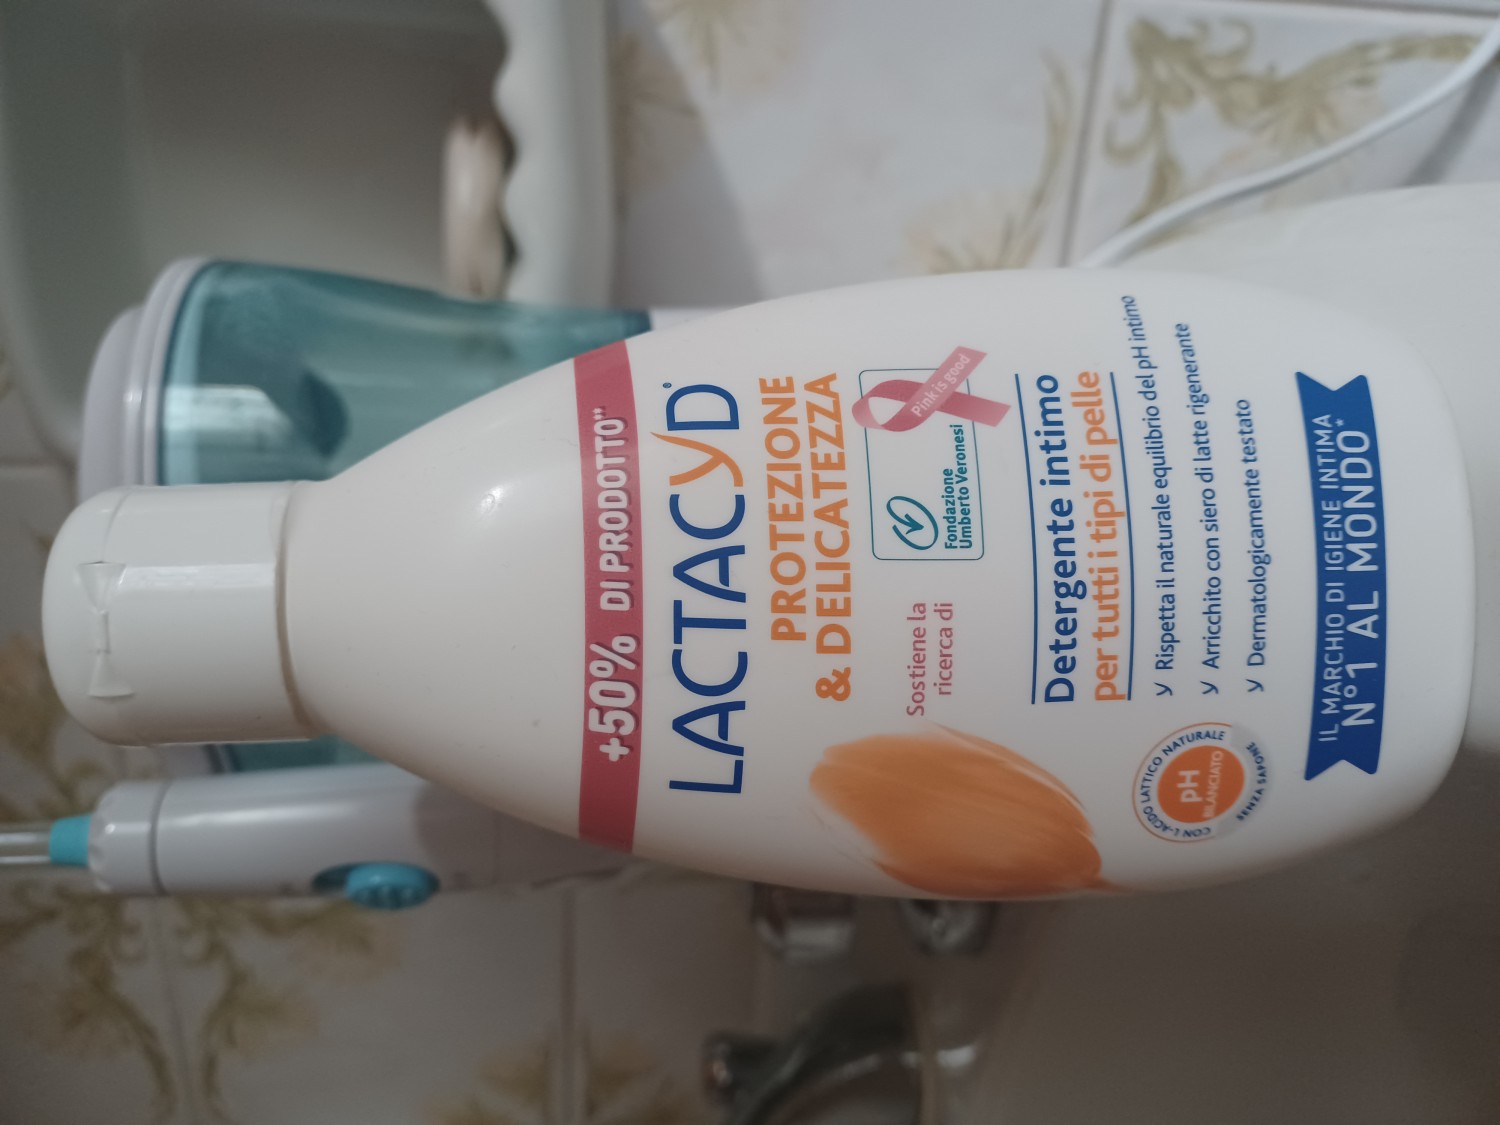 +50% DI PRODOTTO**
LACTACYD®
PROTEZIONE
& DELICATEZZA
Sostiene la
ricerca di
Fondazione
Umberto Veronesi
Pink is good
Detergente intimo
per tutti i tipi di pelle
Rispetta il naturale equilibrio del pH intimo
Arricchito con siero di latte rigenerante
Dermatologicamente testato
CON L-ACIDO LATTICO NATURALE
pH
BILANCIATO
SENZA SAPONE
IL MARCHIO DI IGIENE INTIMA
N°1 AL MONDO*